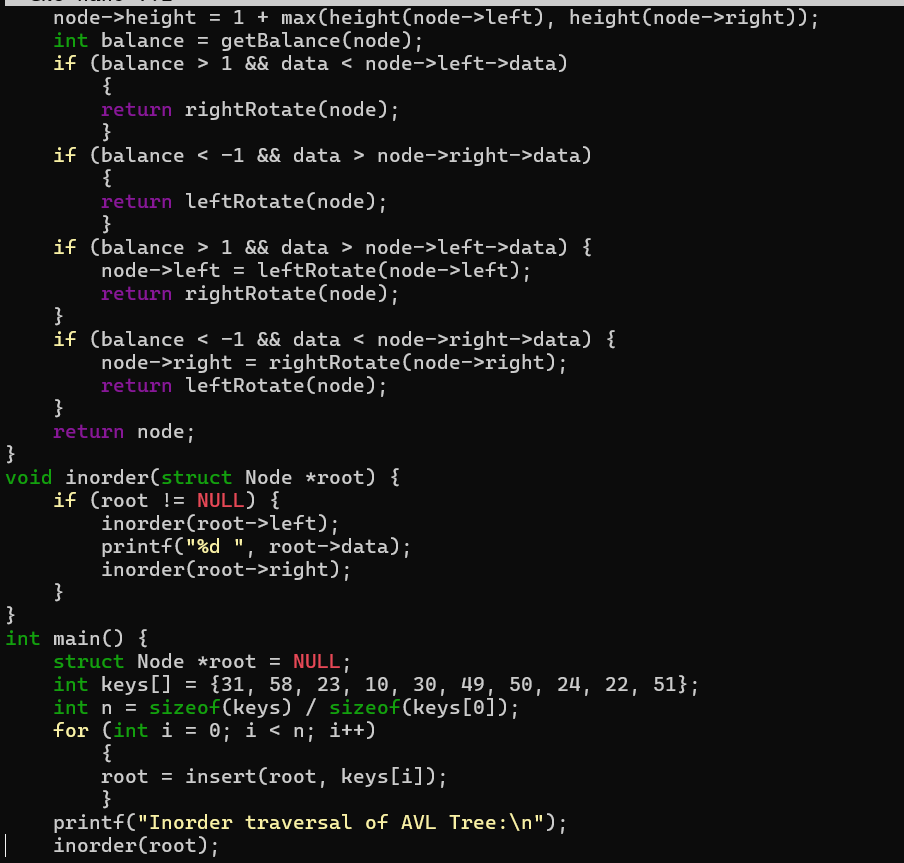 node->height = 1 + max(height(node->left), height(node->right));
    int balance = getBalance(node);
    if (balance > 1 && data < node->left->data)
        {
        return rightRotate(node);
        }
    if (balance < -1 && data > node->right->data)
        {
        return leftRotate(node);
        }
    if (balance > 1 && data > node->left->data) {
        node->left = leftRotate(node->left);
        return rightRotate(node);
    }
    if (balance < -1 && data < node->right->data) {
        node->right = rightRotate(node->right);
        return leftRotate(node);
    }
    return node;
}
void inorder(struct Node *root) {
    if (root != NULL) {
        inorder(root->left);
        printf("%d ", root->data);
        inorder(root->right);
    }
}
int main() {
    struct Node *root = NULL;
    int keys[] = {31, 58, 23, 10, 30, 49, 50, 24, 22, 51};
    int n = sizeof(keys) / sizeof(keys[0]);
    for (int i = 0; i < n; i++)
        {
        root = insert(root, keys[i]);
        }
    printf("Inorder traversal of AVL Tree:\n");
    inorder(root);